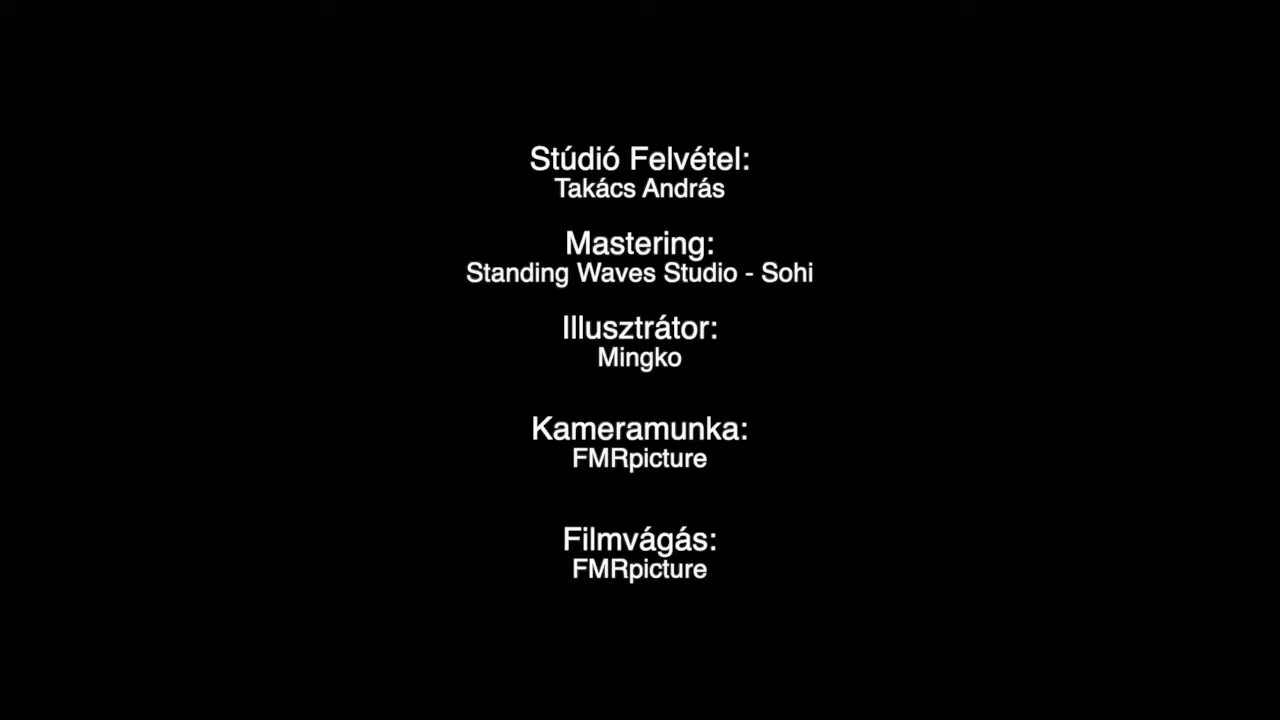 Stúdió Felvétel:
Takács András
Mastering:
Standing Waves Studio - Sohi
Illusztrátor:
Mingko
Kameramunka:
FMRpicture
Filmvágás:
FMRpicture